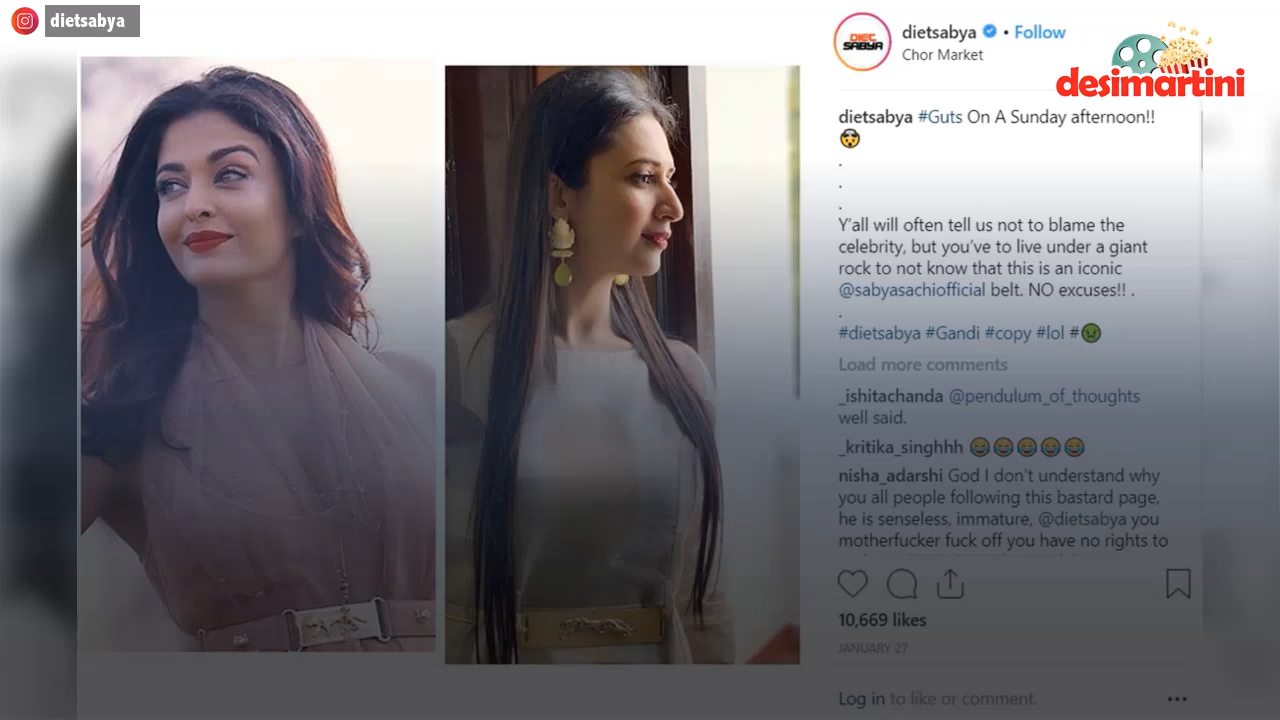 dietsabya
DIET
SABYA
dietsabya • Follow
Chor Market
desimartini
dietsabya #Guts On A Sunday afternoon!!
🤯
.
.
.
Y'all will often tell us not to blame the
celebrity, but you've to live under a giant
rock to not know that this is an iconic
@sabyasachiofficial belt. NO excuses!! .
.
#dietsabya #Gandi #copy #lol #🤢
Load more comments
_ishitachanda @pendulum_of_thoughts
well said.
_kritika_singhhh 😂😂😂😂😂
nisha_adarshi God I don't understand why
you all people following this bastard page,
he is senseless, immature, @dietsabya you
motherfucker fuck off you have no rights to
10,669 likes
JANUARY 27
Log in to like or comment.